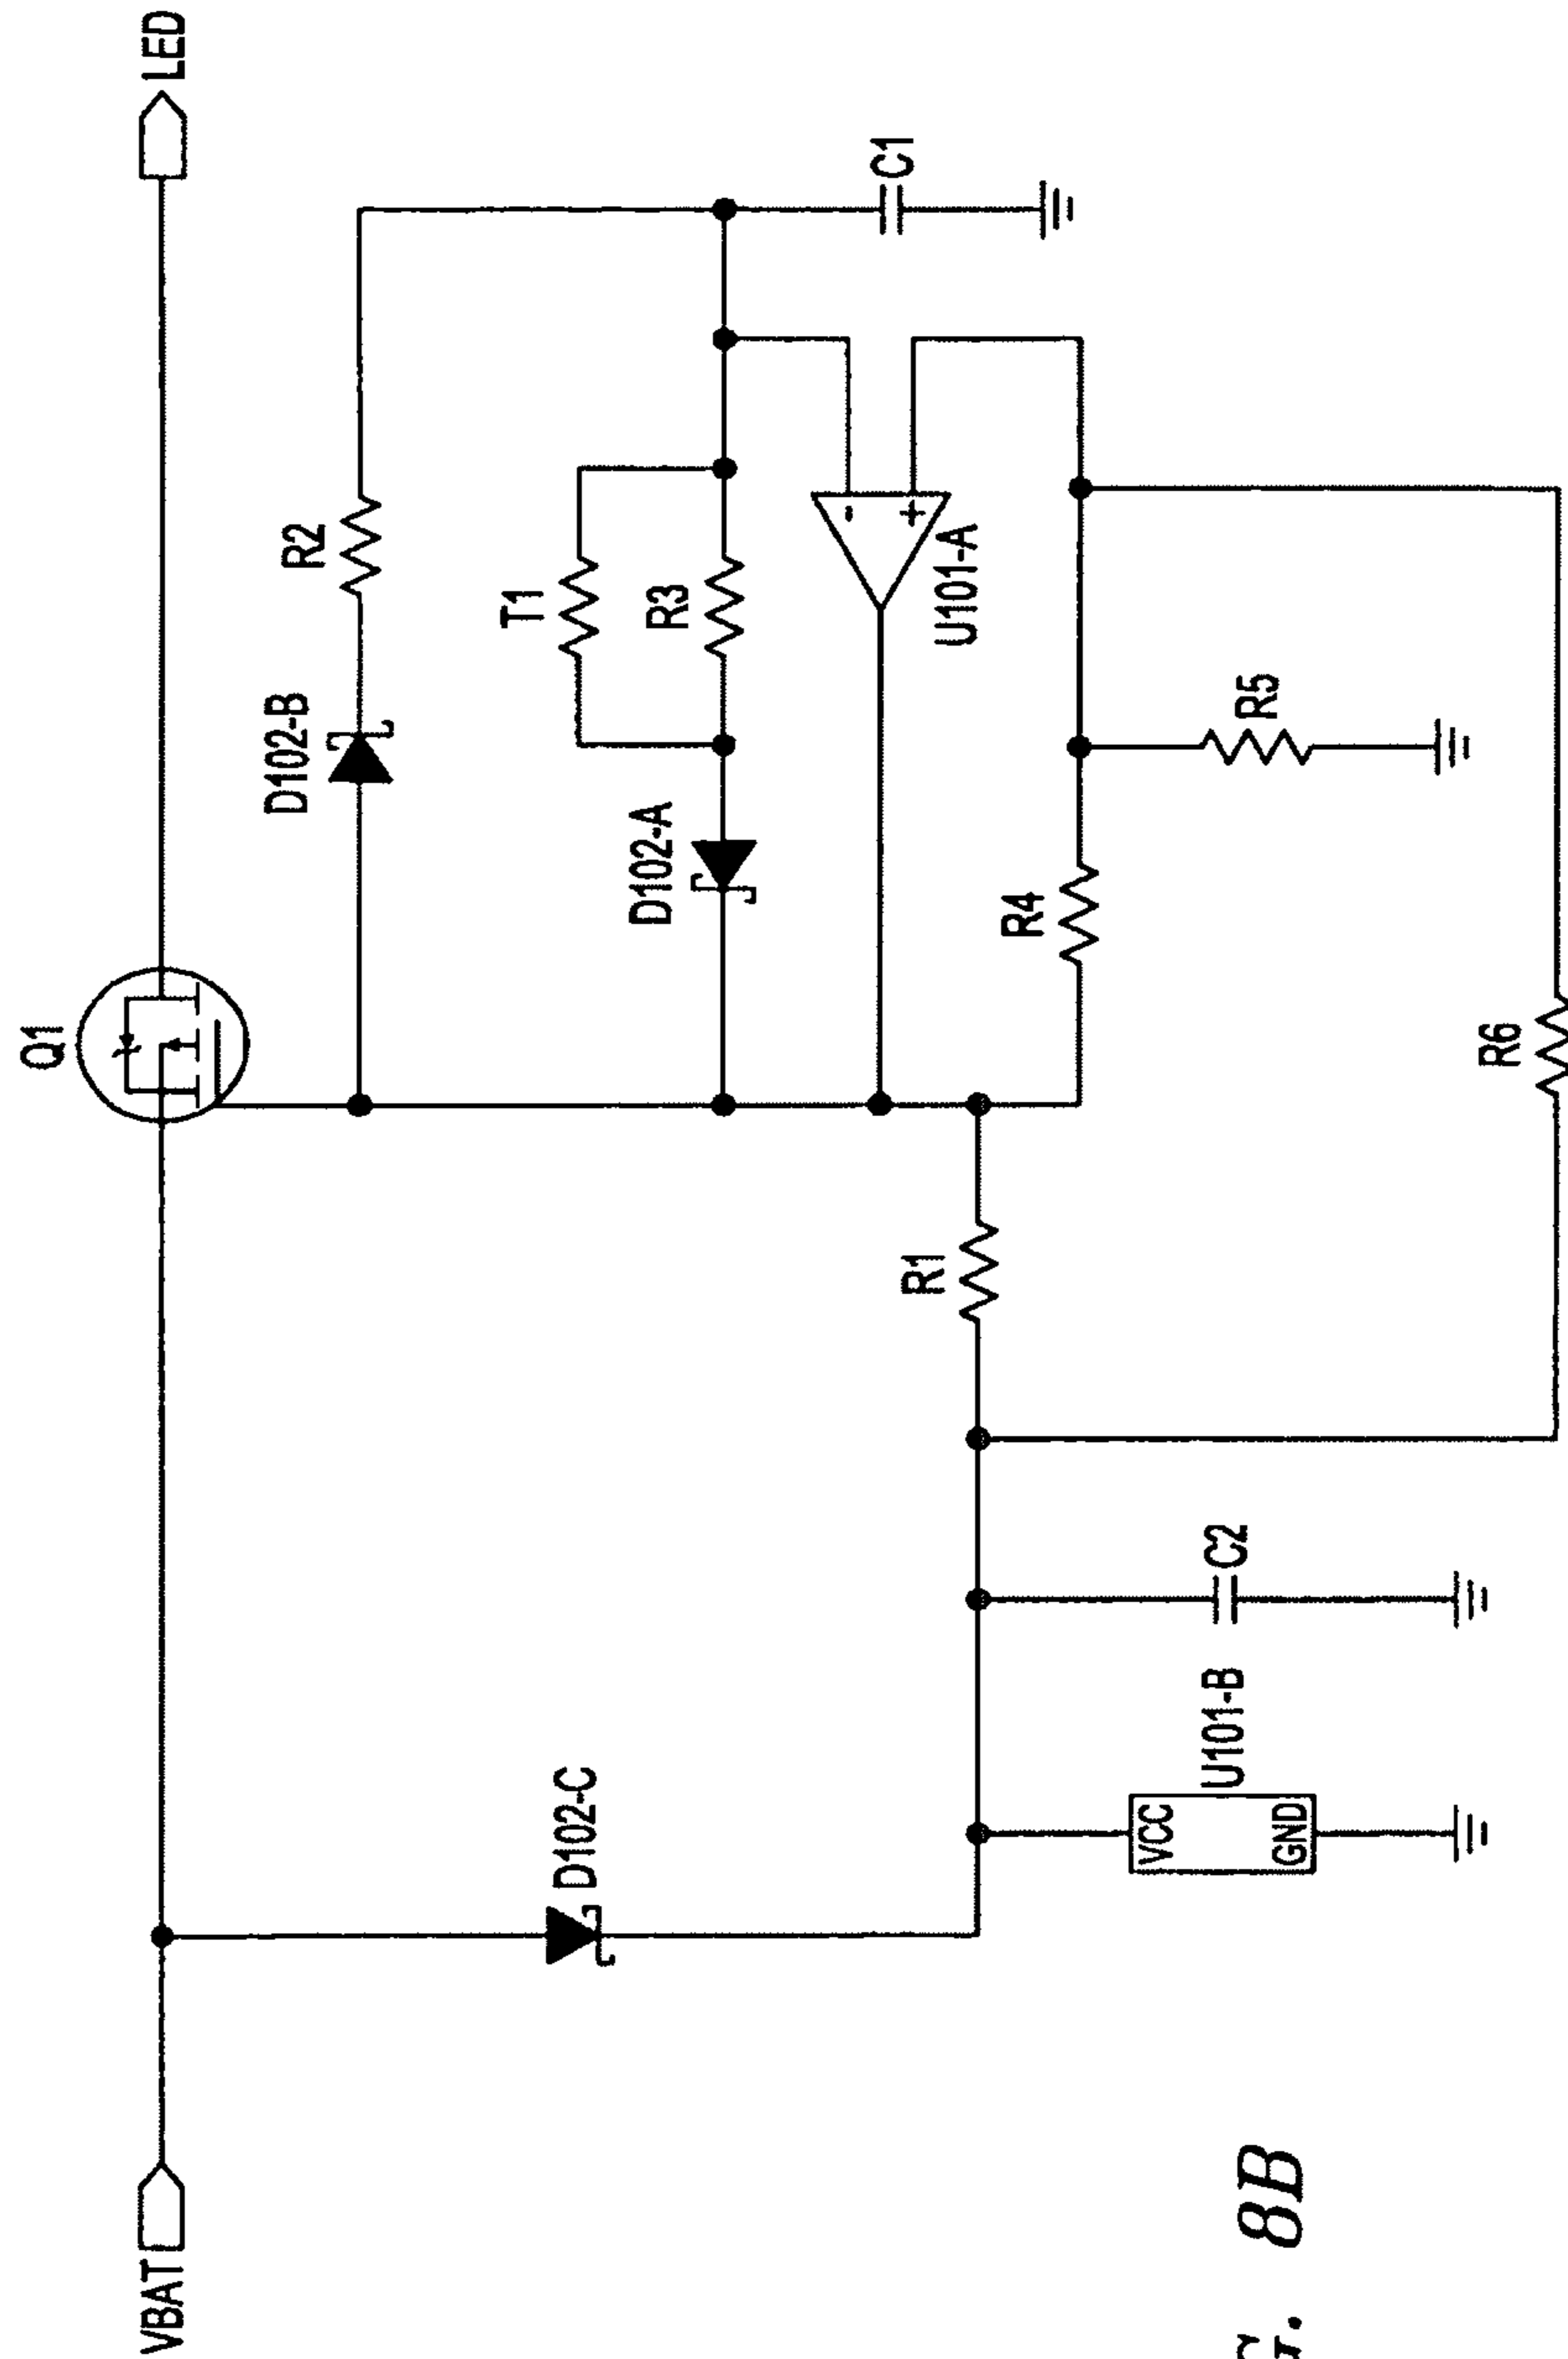 VBAT
LED
Q1
D102-B
R2
T1
R3
D102-A
C1
-
+
U101-A
R4
R5
R1
R6
D102-C
VCC
GND
U101-B
C2
8B